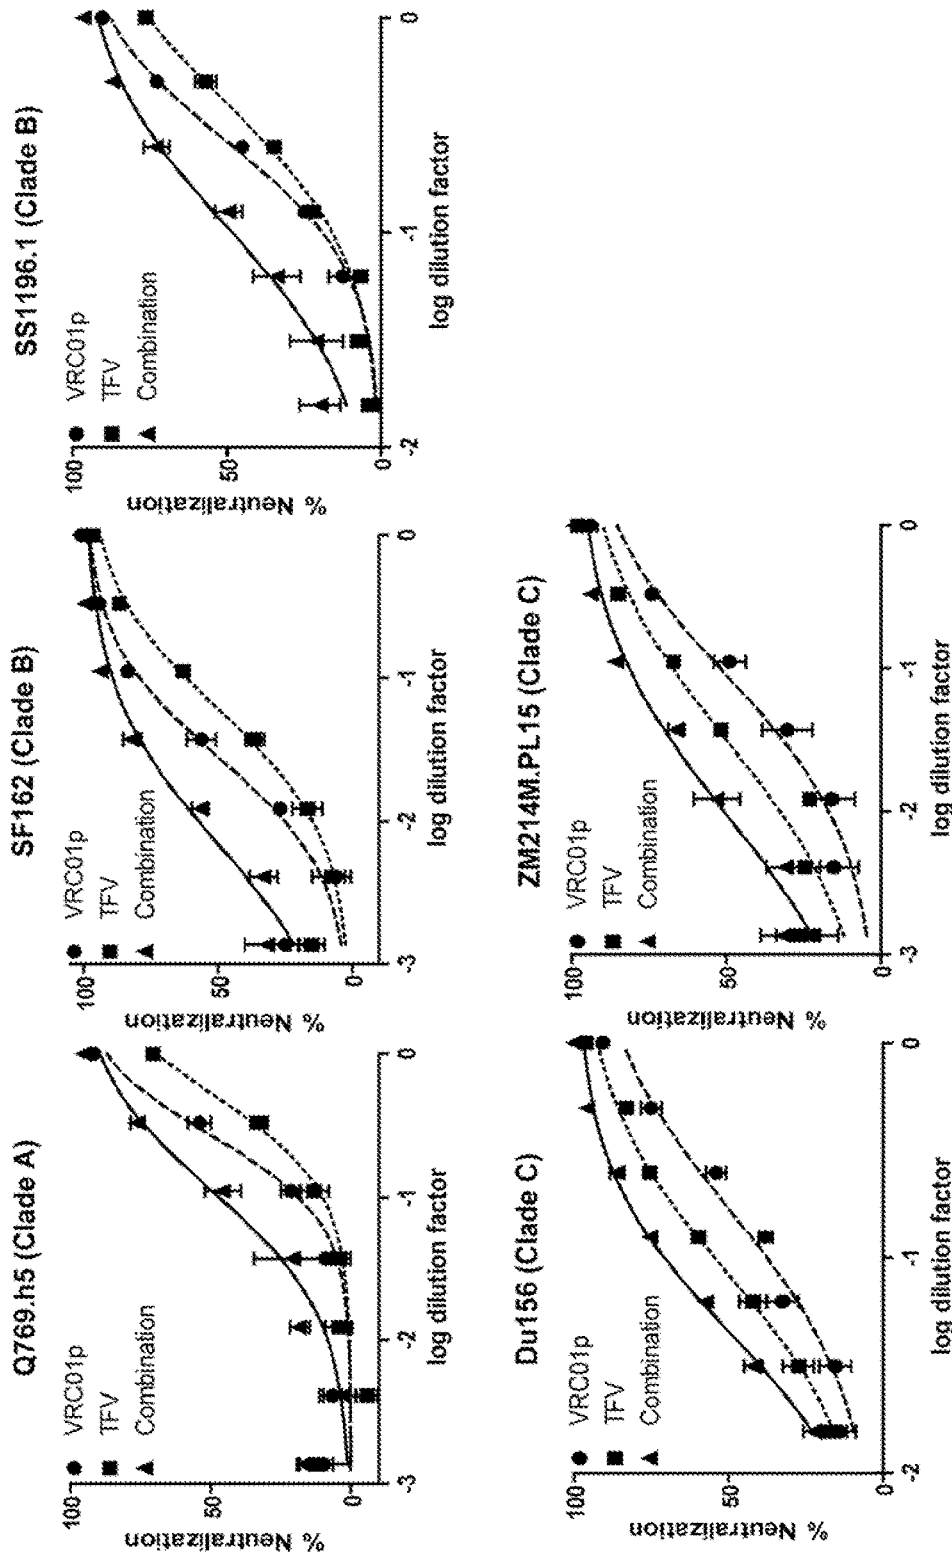 Q769.h5 (Clade A)
VRC01p
TFV
Combination
% Neutralization
100
50
0
-3
-2
-1
0
log dilution factor
SF162 (Clade B)
VRC01p
TFV
Combination
% Neutralization
100
50
0
-3
-2
-1
0
log dilution factor
SS1196.1 (Clade B)
VRC01p
TFV
Combination
% Neutralization
100
50
0
-2
-1
0
log dilution factor
Du156 (Clade C)
VRC01p
TFV
Combination
% Neutralization
100
50
0
-2
-1
0
log dilution factor
ZM214M.PL15 (Clade C)
VRC01p
TFV
Combination
% Neutralization
100
50
0
-3
-2
-1
0
log dilution factor